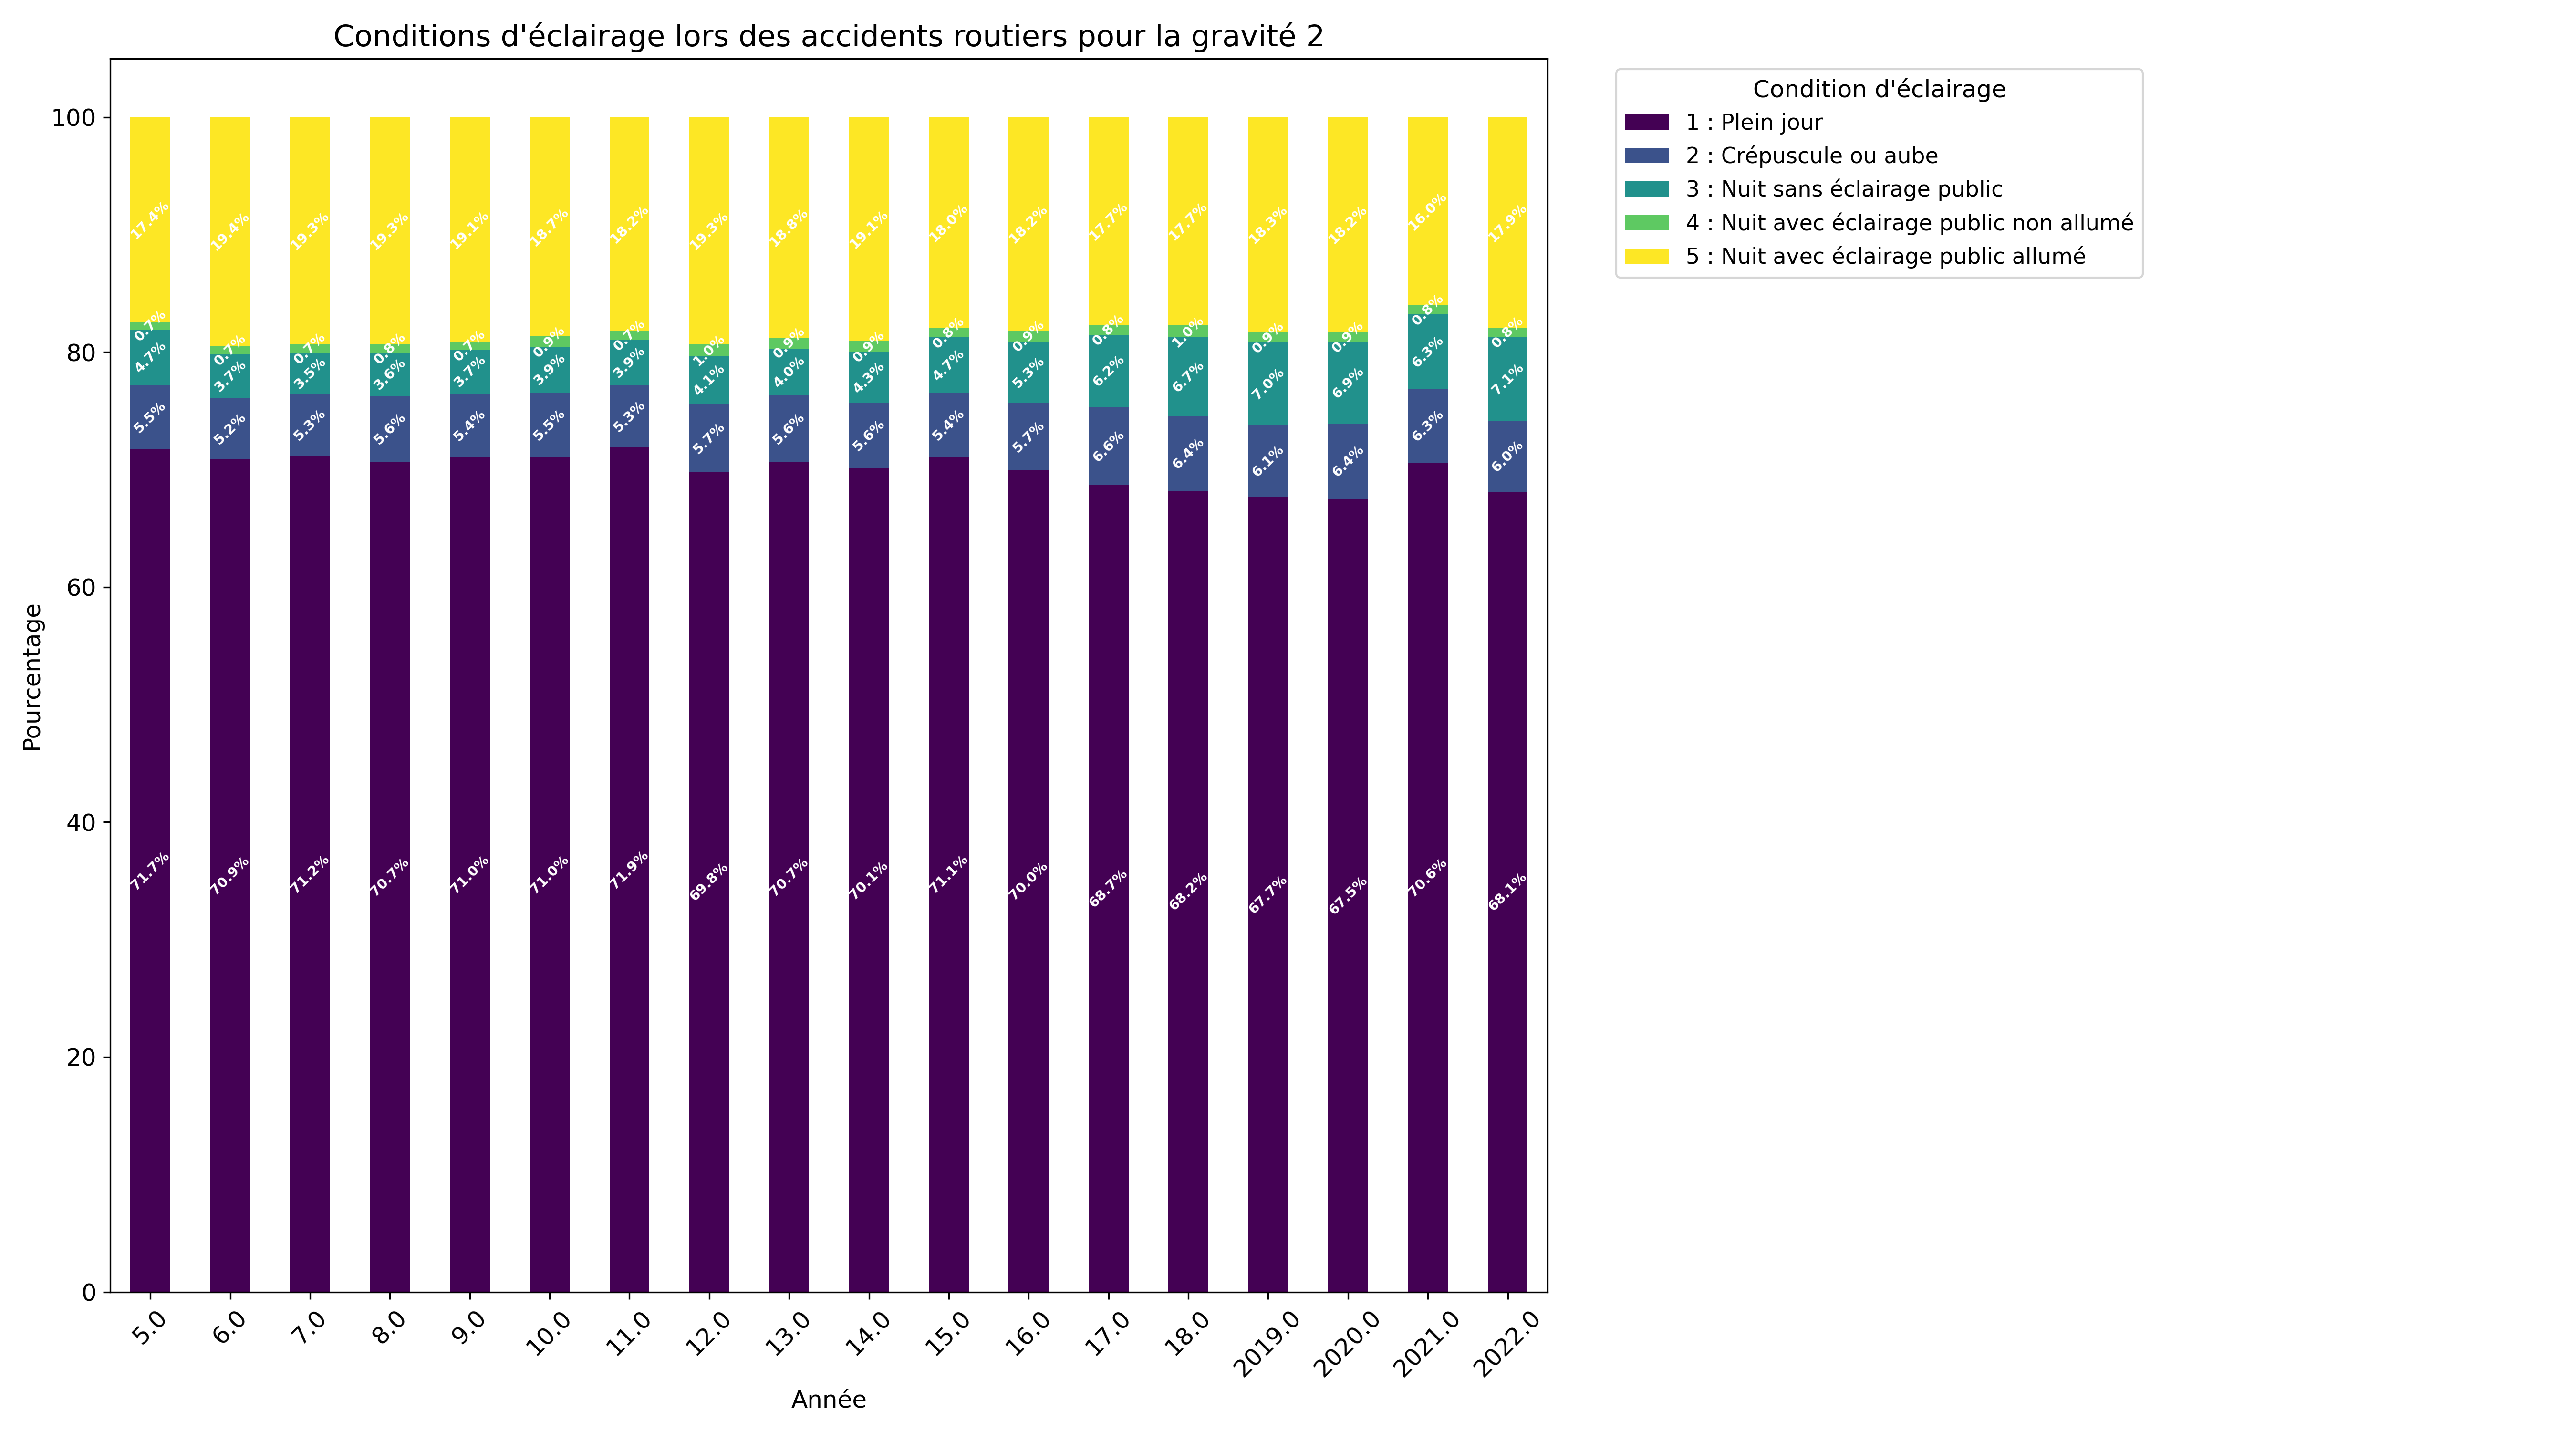 Conditions d'éclairage lors des accidents routiers pour la gravité 2
Condition d'éclairage
1 : Plein jour
2 : Crépuscule ou aube
3 : Nuit sans éclairage public
4 : Nuit avec éclairage public non allumé
5 : Nuit avec éclairage public allumé
Pourcentage
100
80
60
40
20
0
17.4% 19.4% 19.3% 19.3% 19.1% 18.7% 18.2% 19.3% 18.8% 19.1% 18.0% 18.2% 17.7% 17.7% 18.3% 18.2% 16.0% 17.9%
0.7% 0.7% 0.7% 0.8% 0.7% 0.9% 0.7% 1.0% 0.9% 0.9% 0.8% 0.9% 0.8% 1.0% 0.9% 0.9% 0.8% 0.8%
4.7% 3.7% 3.5% 3.6% 3.7% 3.9% 3.9% 4.1% 4.0% 4.3% 4.7% 5.3% 6.2% 6.7% 7.0% 6.9% 6.3% 7.1%
5.5% 5.2% 5.3% 5.6% 5.4% 5.5% 5.3% 5.7% 5.6% 5.6% 5.4% 5.7% 6.6% 6.4% 6.1% 6.4% 6.3% 6.0%
71.7% 70.9% 71.2% 70.7% 71.0% 71.0% 71.9% 69.8% 70.7% 70.1% 71.1% 70.0% 68.7% 68.2% 67.7% 67.5% 70.6% 68.1%
5.0 6.0 7.0 8.0 9.0 10.0 11.0 12.0 13.0 14.0 15.0 16.0 17.0 18.0 2019.0 2020.0 2021.0 2022.0
Année